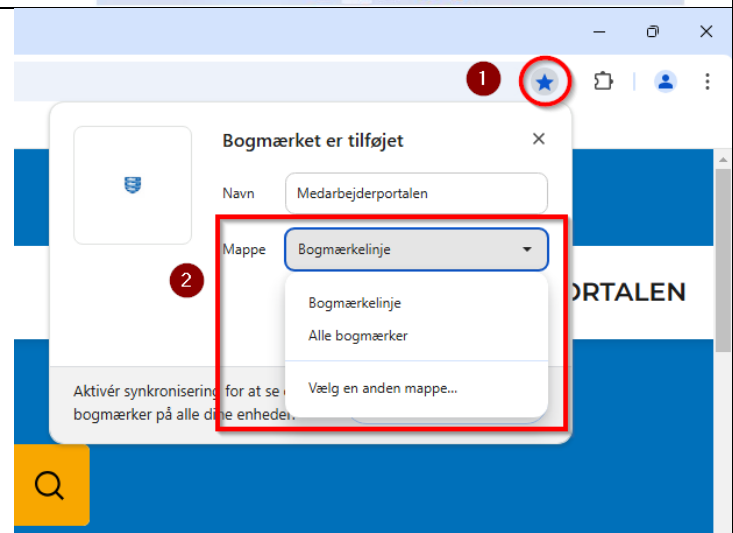 1
Bogmærket er tilføjet
Navn Medarbejderportalen
Mappe Bogmærkelinje
2
ORTALEN
Bogmærkelinje
Alle bogmærker
Vælg en anden mappe...
Aktivér synkronisering for at se
bogmærker på alle dine enheder